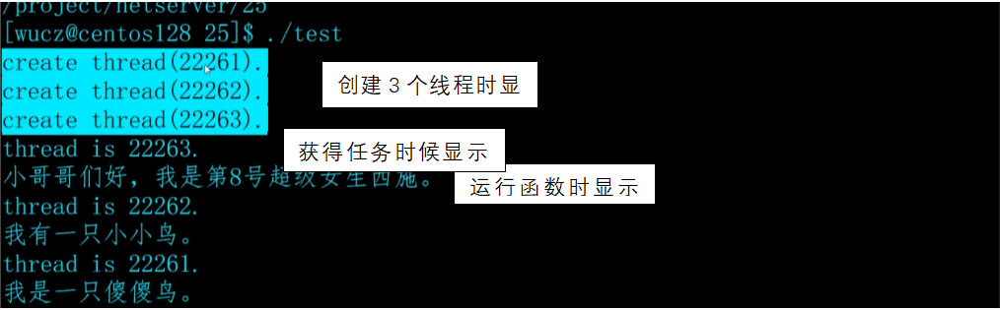 /project/netserver/25
[wucz@centos128 25]$ ./test
create thread(22261).
创建3个线程时显
create thread(22262).
create thread(22263).
thread is 22263.
获得任务时候显示
小哥哥们好，我是第8号超级女生西施。
运行函数时显示
thread is 22262.
我有一只小小鸟。
thread is 22261.
我是一只傻傻鸟。